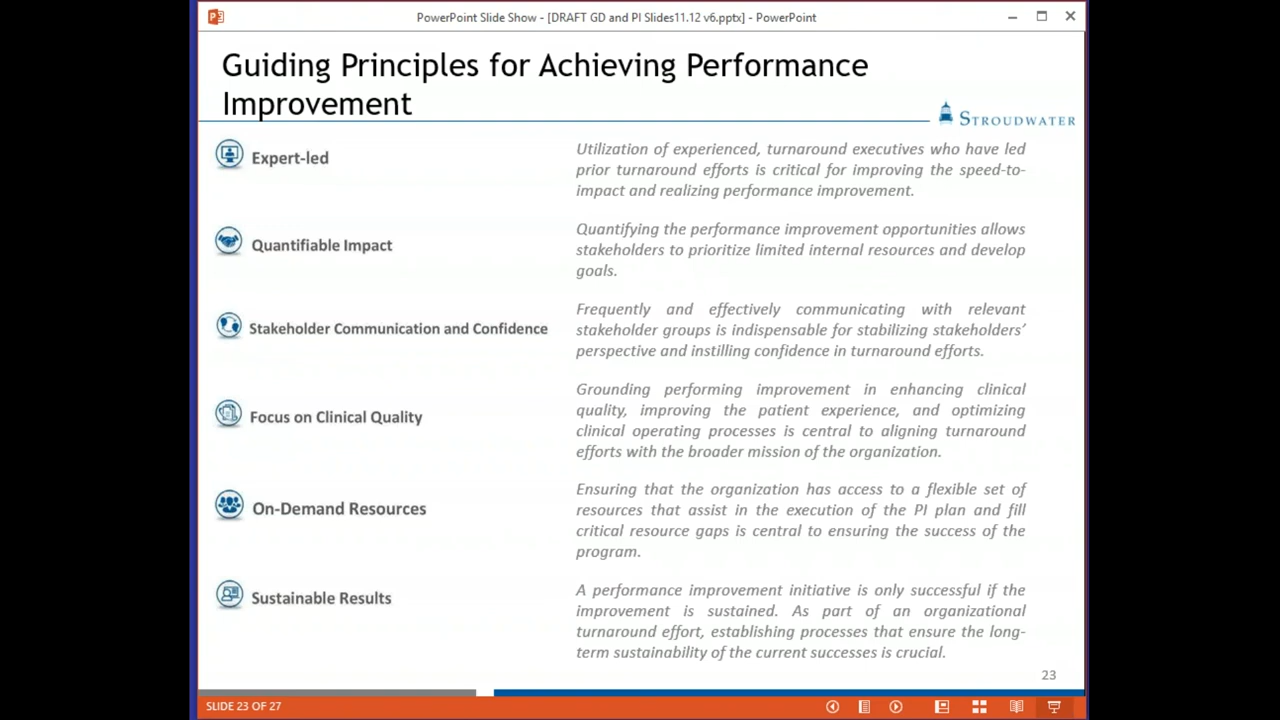 PowerPoint Slide Show - [DRAFT GD and PI Slides11.12 v6.pptx] - PowerPoint
Guiding Principles for Achieving Performance
Improvement
STROUDWATER
Expert-led
Utilization of experienced, turnaround executives who have led
prior turnaround efforts is critical for improving the speed-to-
impact and realizing performance improvement.
Quantifiable Impact
Quantifying the performance improvement opportunities allows
stakeholders to prioritize limited internal resources and develop
goals.
Stakeholder Communication and Confidence
Frequently and effectively communicating with relevant
stakeholder groups is indispensable for stabilizing stakeholders’
perspective and instilling confidence in turnaround efforts.
Focus on Clinical Quality
Grounding performing improvement in enhancing clinical
quality, improving the patient experience, and optimizing
clinical operating processes is central to aligning turnaround
efforts with the broader mission of the organization.
On-Demand Resources
Ensuring that the organization has access to a flexible set of
resources that assist in the execution of the PI plan and fill
critical resource gaps is central to ensuring the success of the
program.
Sustainable Results
A performance improvement initiative is only successful if the
improvement is sustained. As part of an organizational
turnaround effort, establishing processes that ensure the long-
term sustainability of the current successes is crucial.
23
SLIDE 23 OF 27